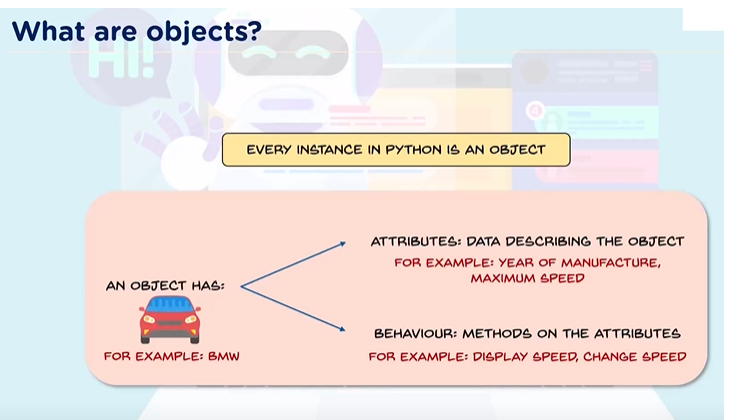 What are objects?
HI!
EVERY INSTANCE IN PYTHON IS AN OBJECT
AN OBJECT HAS:
FOR EXAMPLE: BMW
ATTRIBUTES: DATA DESCRIBING THE OBJECT
FOR EXAMPLE: YEAR OF MANUFACTURE,
MAXIMUM SPEED
BEHAVIOUR: METHODS ON THE ATTRIBUTES
FOR EXAMPLE: DISPLAY SPEED, CHANGE SPEED